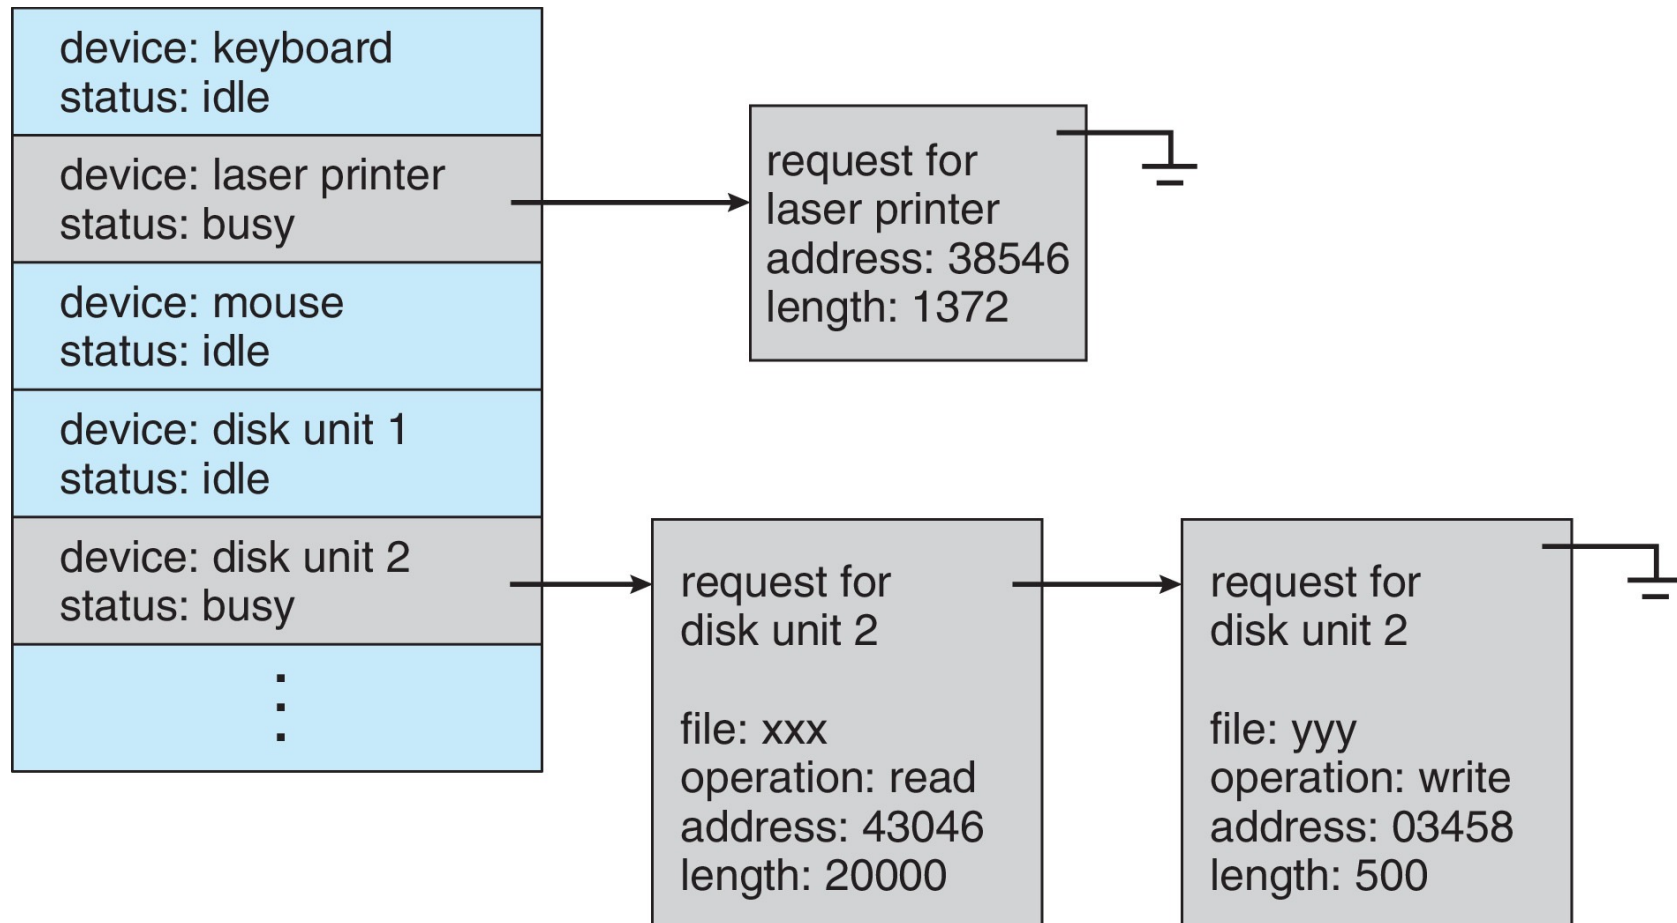 device: keyboard
status: idle
device: laser printer
status: busy
device: mouse
status: idle
device: disk unit 1
status: idle
device: disk unit 2
status: busy
request for
laser printer
address: 38546
length: 1372
request for
disk unit 2
file: xxx
operation: read
address: 43046
length: 20000
request for
disk unit 2
file: yyy
operation: write
address: 03458
length: 500